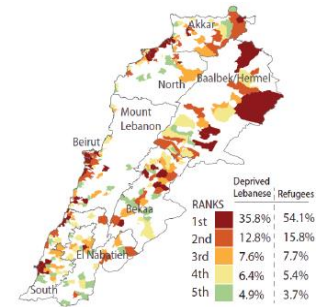 Akkar
North
Baalbek/Hermel
Mount
Lebanon
Beirut
Bekaa
El Nabatieh
South
Deprived
Lebanese Refugees
RANKS
1st 35.8% 54.1%
2nd 12.8% 15.8%
3rd 7.6% 7.7%
4th 6.4% 5.4%
5th 4.9% 3.7%